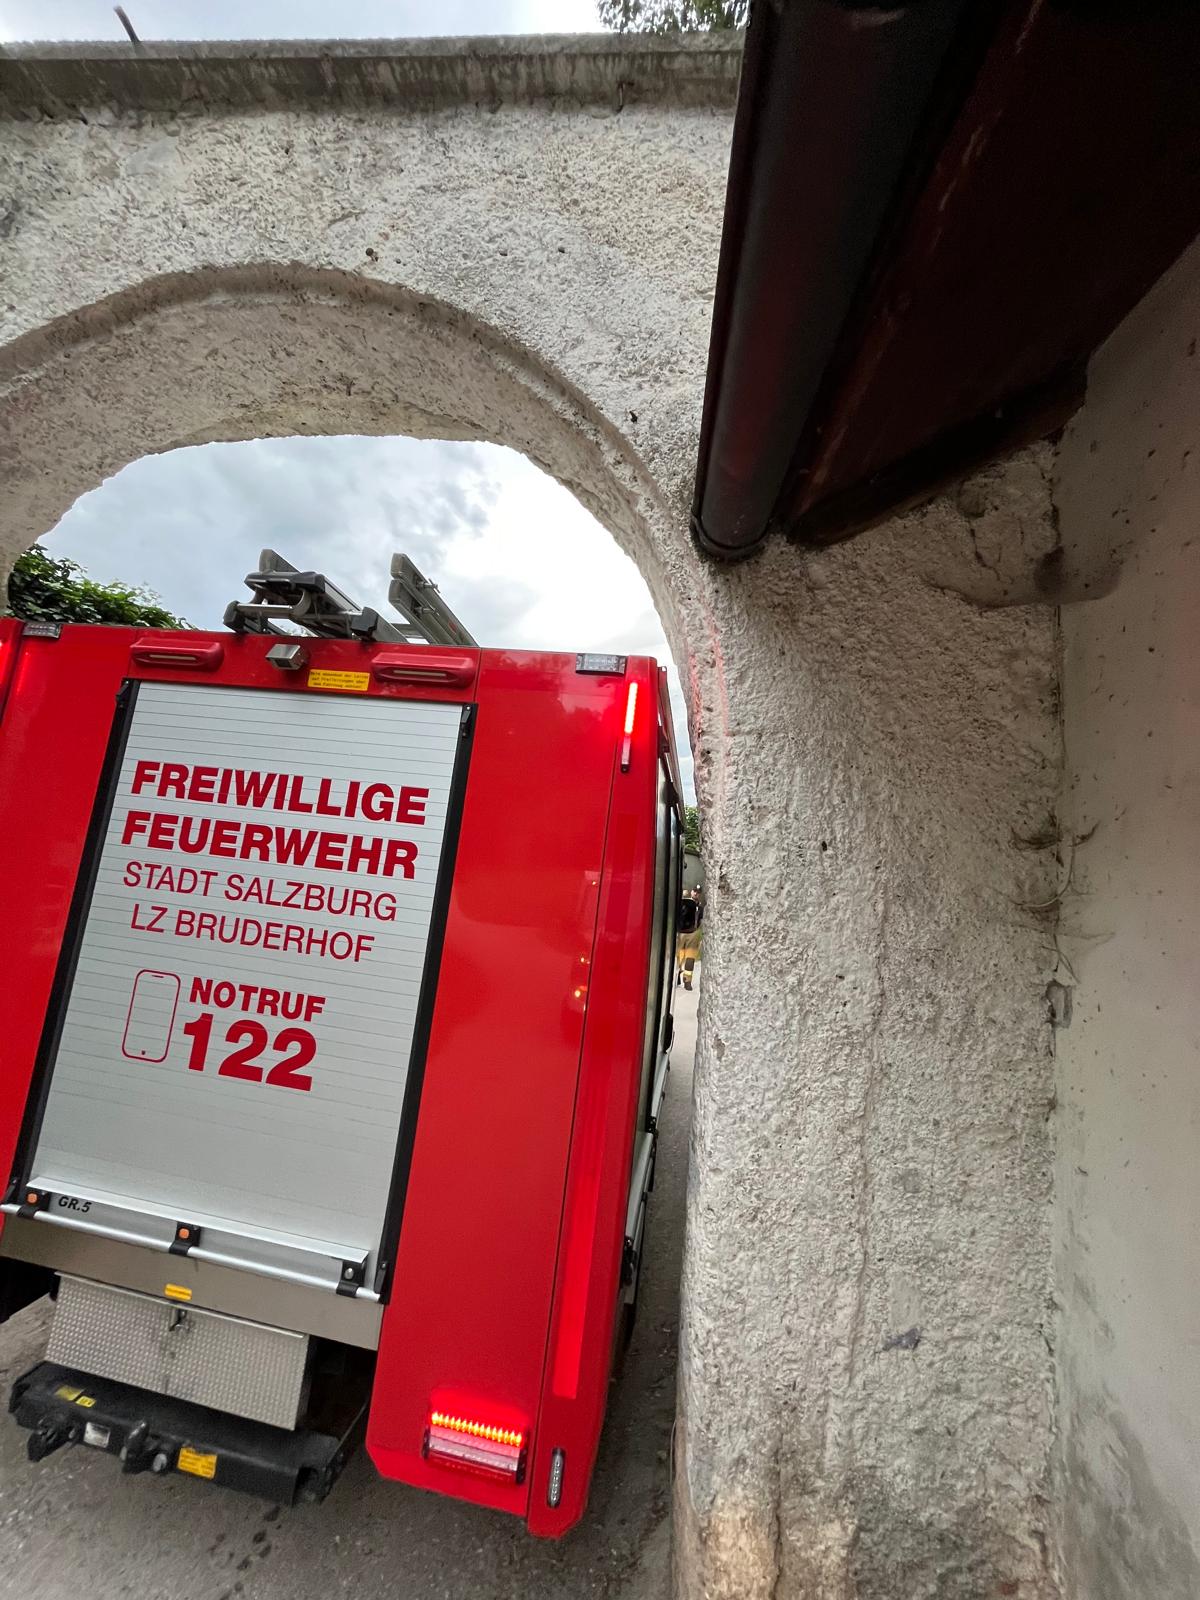 FREIWILLIGE
FEUERWEHR
STADT SALZBURG
LZ BRUDERHOF
NOTRUF
122
GR.5